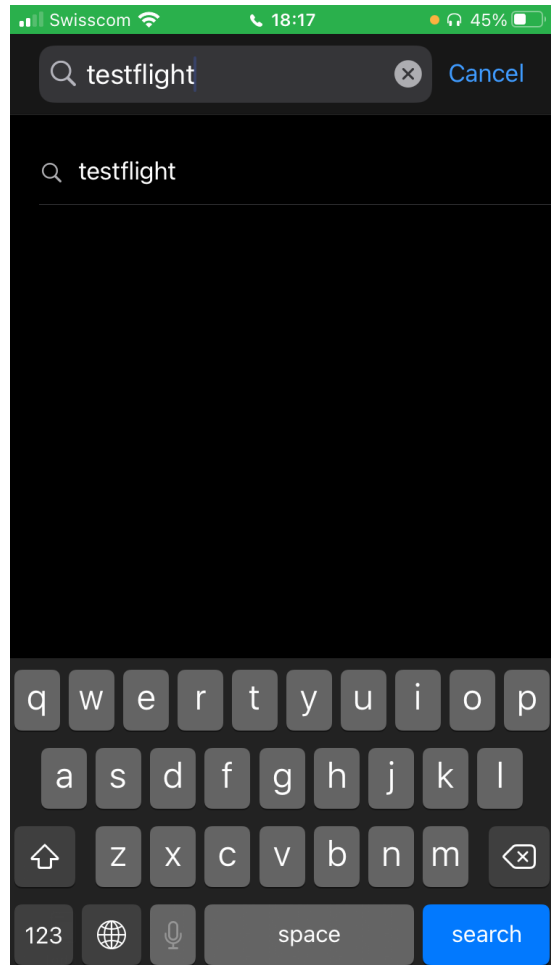 Swisscom 18:17 45%
testflight Cancel
testflight
q w e r t y u i o p
a s d f g h j k l
z x c v b n m
123 space search